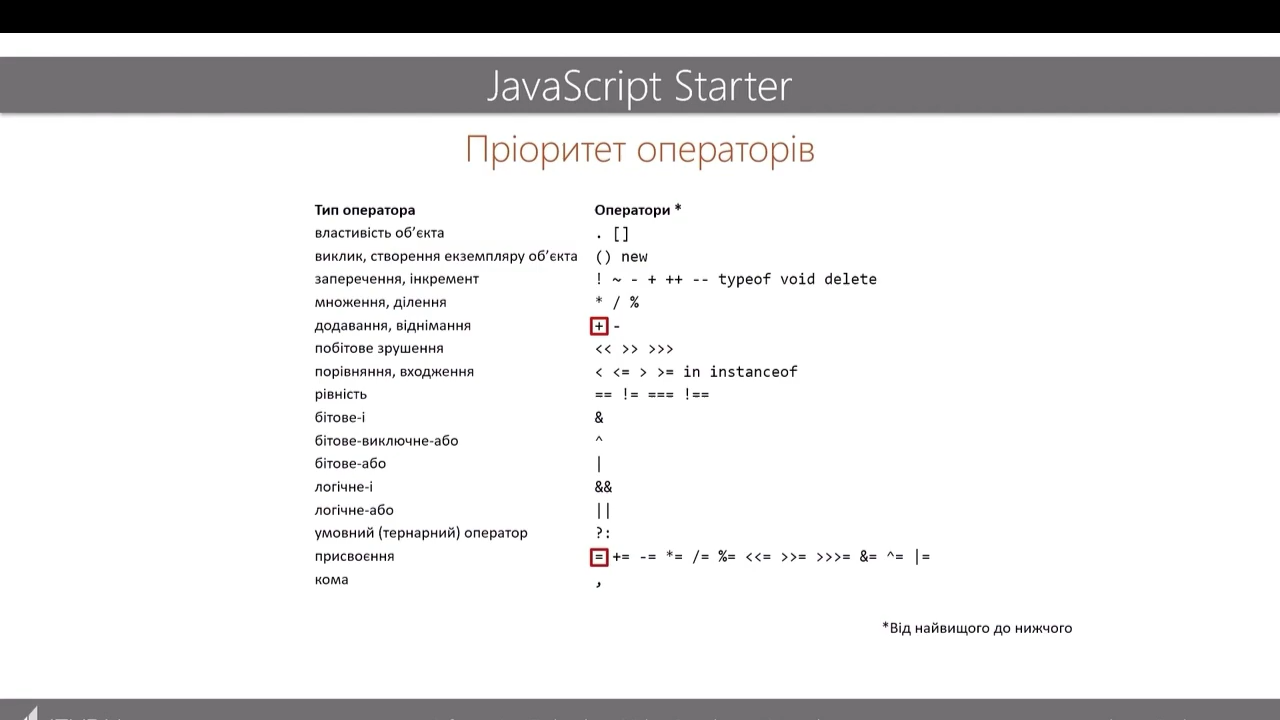 JavaScript Starter
Пріоритет операторів
Тип оператора Оператори *
властивість об’єкта . []
виклик, створення екземпляру об’єкта () new
заперечення, інкремент ! ~ - + ++ -- typeof void delete
множення, ділення * / %
додавання, віднімання + -
побітове зрушення << >> >>>
порівняння, входження < <= > >= in instanceof
рівність == != === !==
бітове-і &
бітове-виключне-або ^
бітове-або |
логічне-і &&
логічне-або ||
умовний (тернарний) оператор ?:
присвоєння = += -= *= /= %= <<= >>= >>>= &= ^= |=
кома ,
*Від найвищого до нижчого